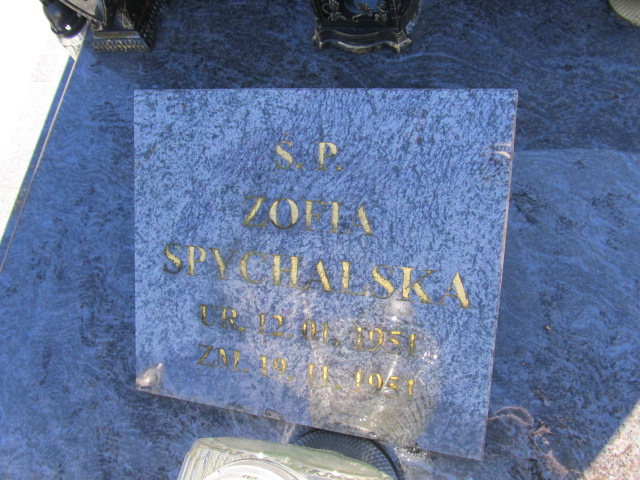 Ś. P.
ZOFIA
SPYCHALSKA
UR. 12. 01. 1951
ZM. 19. 11. 1951